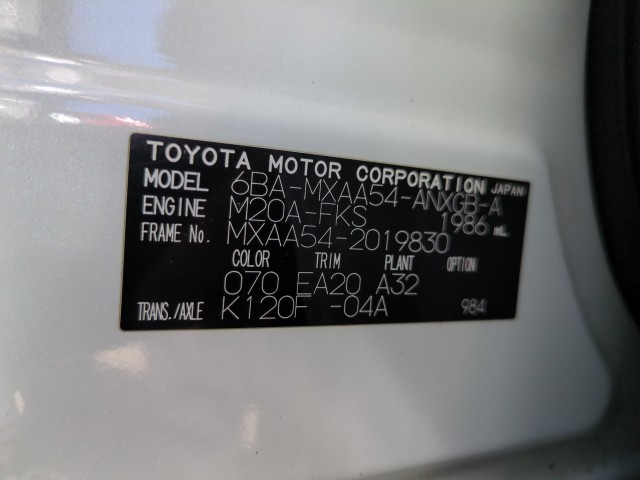 TOYOTA MOTOR CORPORATION JAPAN
MODEL 6BA-MXAA54-ANXGB-A
ENGINE M20A-FKS 1986 mL
FRAME No. MXAA54-2019830
COLOR TRIM PLANT OPTION
070 EA20 A32
TRANS./AXLE K120F -04A 984